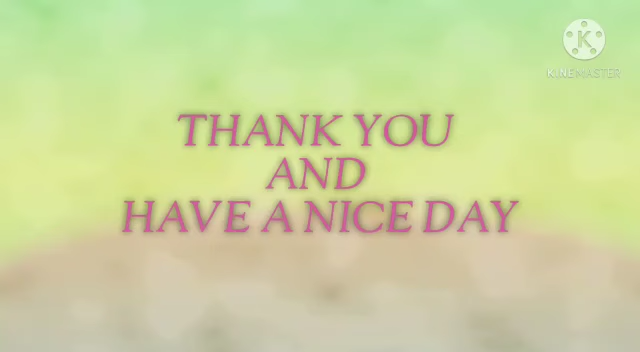 K
KINEMASTER
THANK YOU
AND
HAVE A NICE DAY